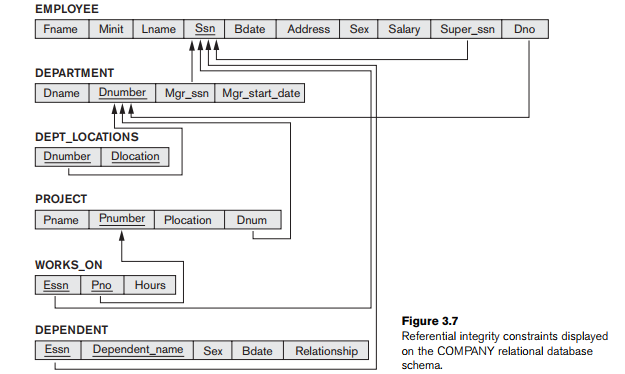 EMPLOYEE
Fname Minit Lname Ssn Bdate Address Sex Salary Super_ssn Dno
DEPARTMENT
Dname Dnumber Mgr_ssn Mgr_start_date
DEPT_LOCATIONS
Dnumber Dlocation
PROJECT
Pname Pnumber Plocation Dnum
WORKS_ON
Essn Pno Hours
DEPENDENT
Essn Dependent_name Sex Bdate Relationship
Figure 3.7
Referential integrity constraints displayed
on the COMPANY relational database
schema.